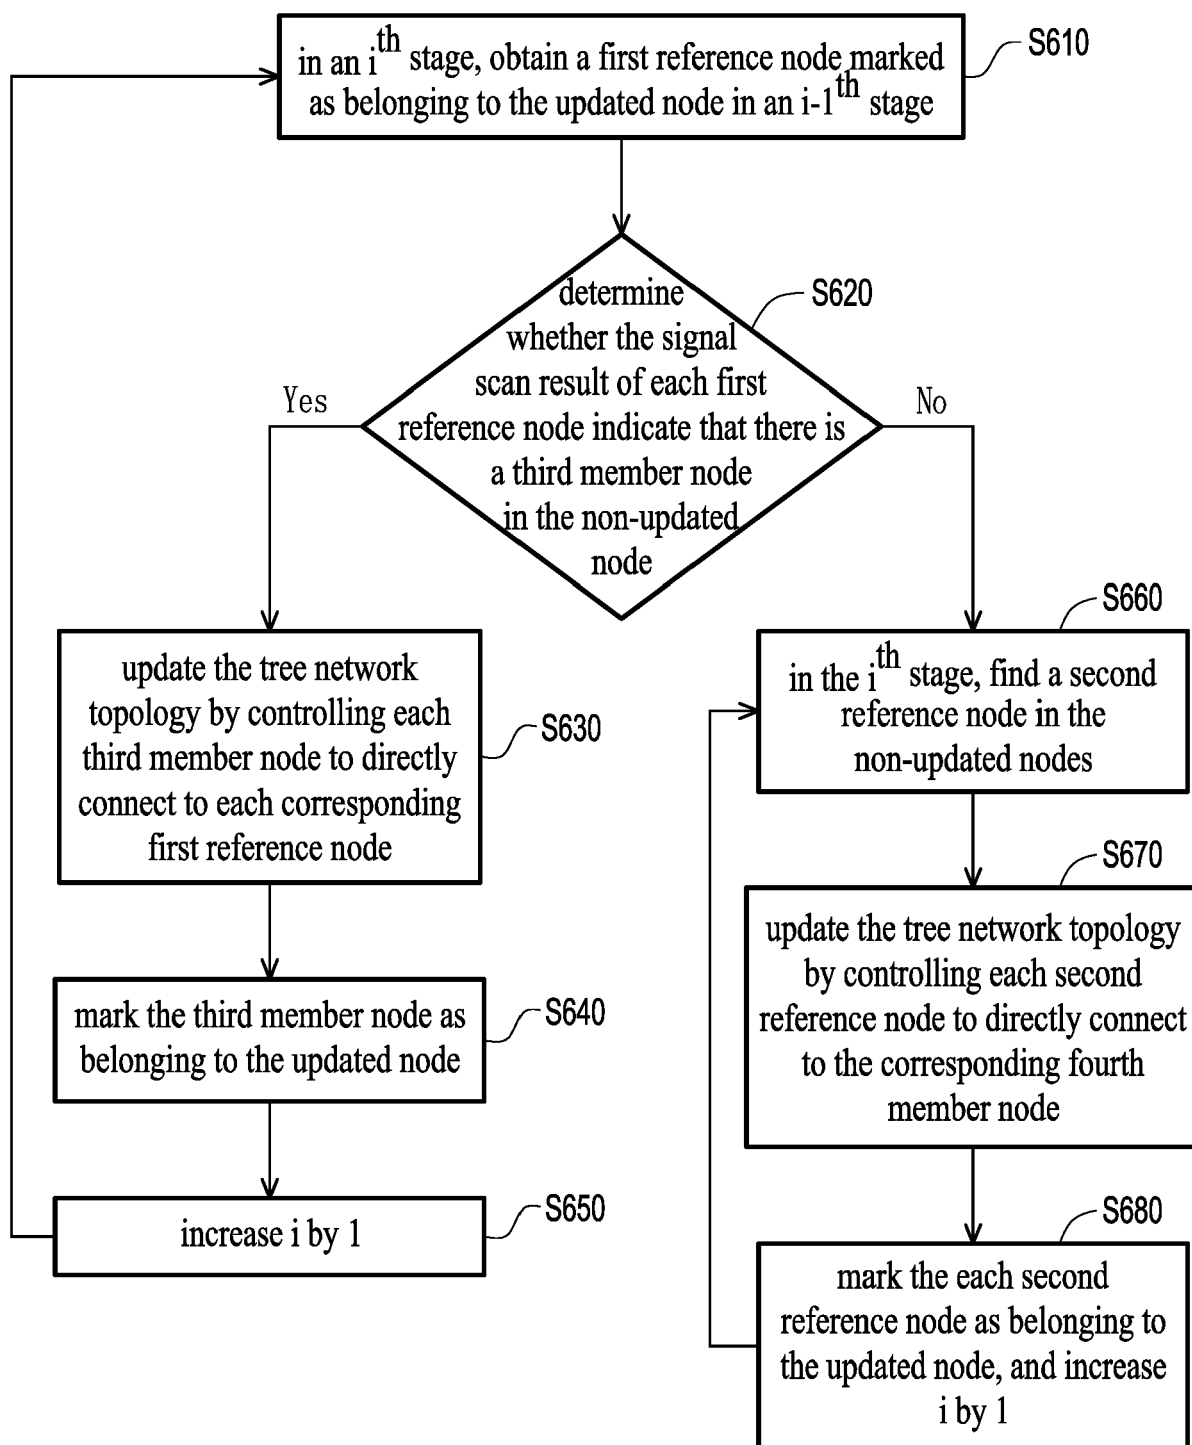 in an i^th stage, obtain a first reference node marked
as belonging to the updated node in an i-1^th stage
S610
determine
whether the signal
scan result of each first
reference node indicate that there is
a third member node
in the non-updated
node
S620
Yes
No
update the tree network
topology by controlling each
third member node to directly
connect to each corresponding
first reference node
S630
mark the third member node as
belonging to the updated node
S640
increase i by 1
S650
in the i^th stage, find a second
reference node in the
non-updated nodes
S660
update the tree network topology
by controlling each second
reference node to directly connect
to the corresponding fourth
member node
S670
mark the each second
reference node as belonging to
the updated node, and increase
i by 1
S680